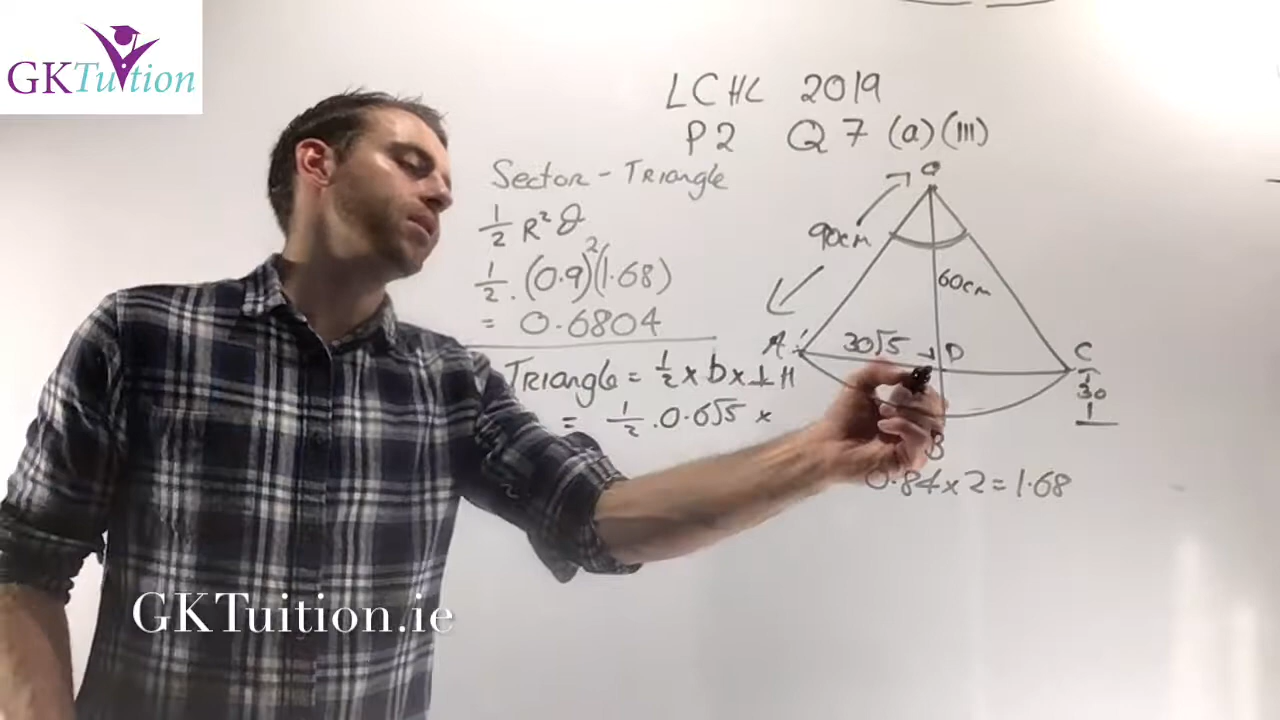 GKTuition
LCHL 2019
P2 Q7 (a)(III)
Sector - Triangle
1/2 R² θ
1/2 . (0.9)²(1.68)
= 0.6804
Triangle = 1/2 x b x ⊥H
= 1/2 . 0.6√5 x
90cm
60cm
30√5
A
D
C
30
1
B
0.84 x 2 = 1.68
GKTuition.ie